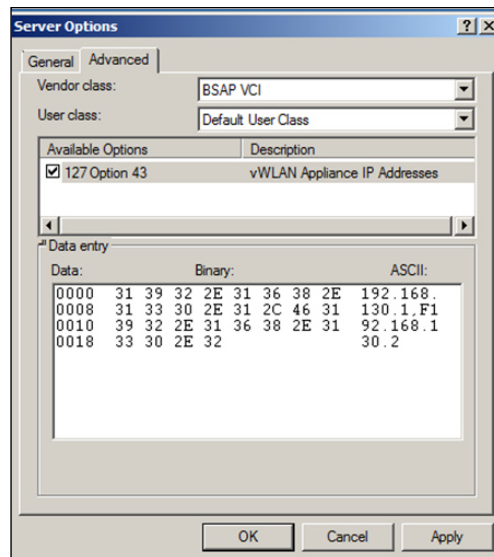 Server Options
General Advanced
Vendor class: BSAP VCI
User class: Default User Class
Available Options Description
127 Option 43 vWLAN Appliance IP Addresses
Data entry
Data: Binary: ASCII:
0000 31 39 32 2E 31 36 38 2E 192.168.
0008 31 33 30 2E 31 2C 46 31 130.1,F1
0010 39 32 2E 31 36 38 2E 31 92.168.1
0018 33 30 2E 32 30.2
OK Cancel Apply